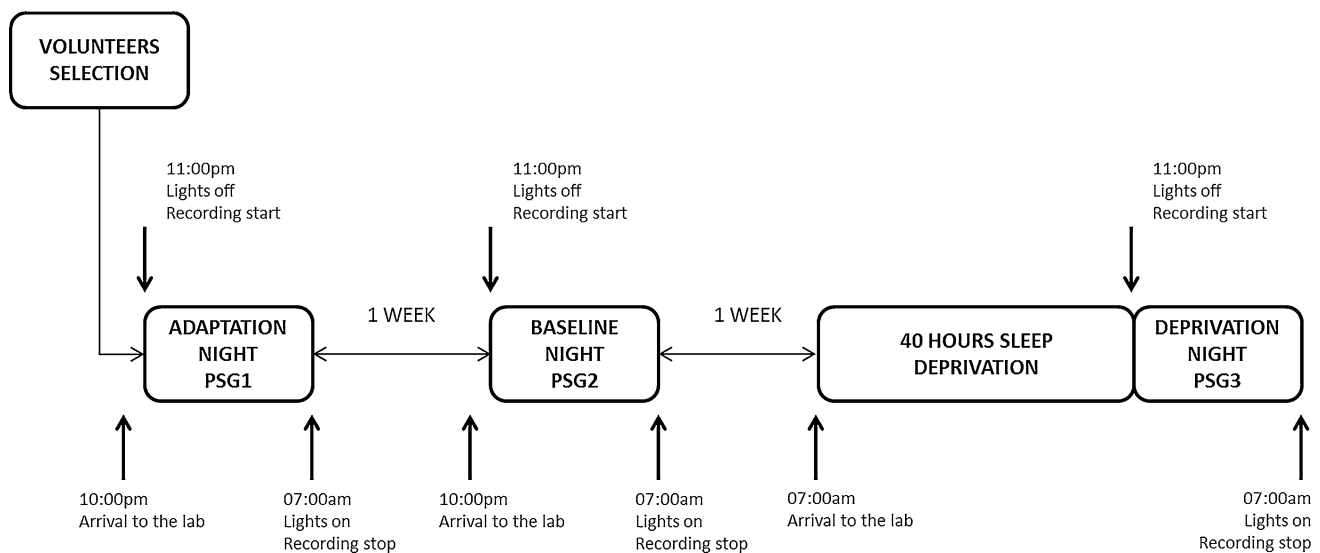 VOLUNTEERS
SELECTION
11:00pm
Lights off
Recording start
11:00pm
Lights off
Recording start
11:00pm
Lights off
Recording start
ADAPTATION
NIGHT
PSG1
1 WEEK
BASELINE
NIGHT
PSG2
1 WEEK
40 HOURS SLEEP
DEPRIVATION
DEPRIVATION
NIGHT
PSG3
10:00pm
Arrival to the lab
07:00am
Lights on
Recording stop
10:00pm
Arrival to the lab
07:00am
Lights on
Recording stop
07:00am
Arrival to the lab
07:00am
Lights on
Recording stop